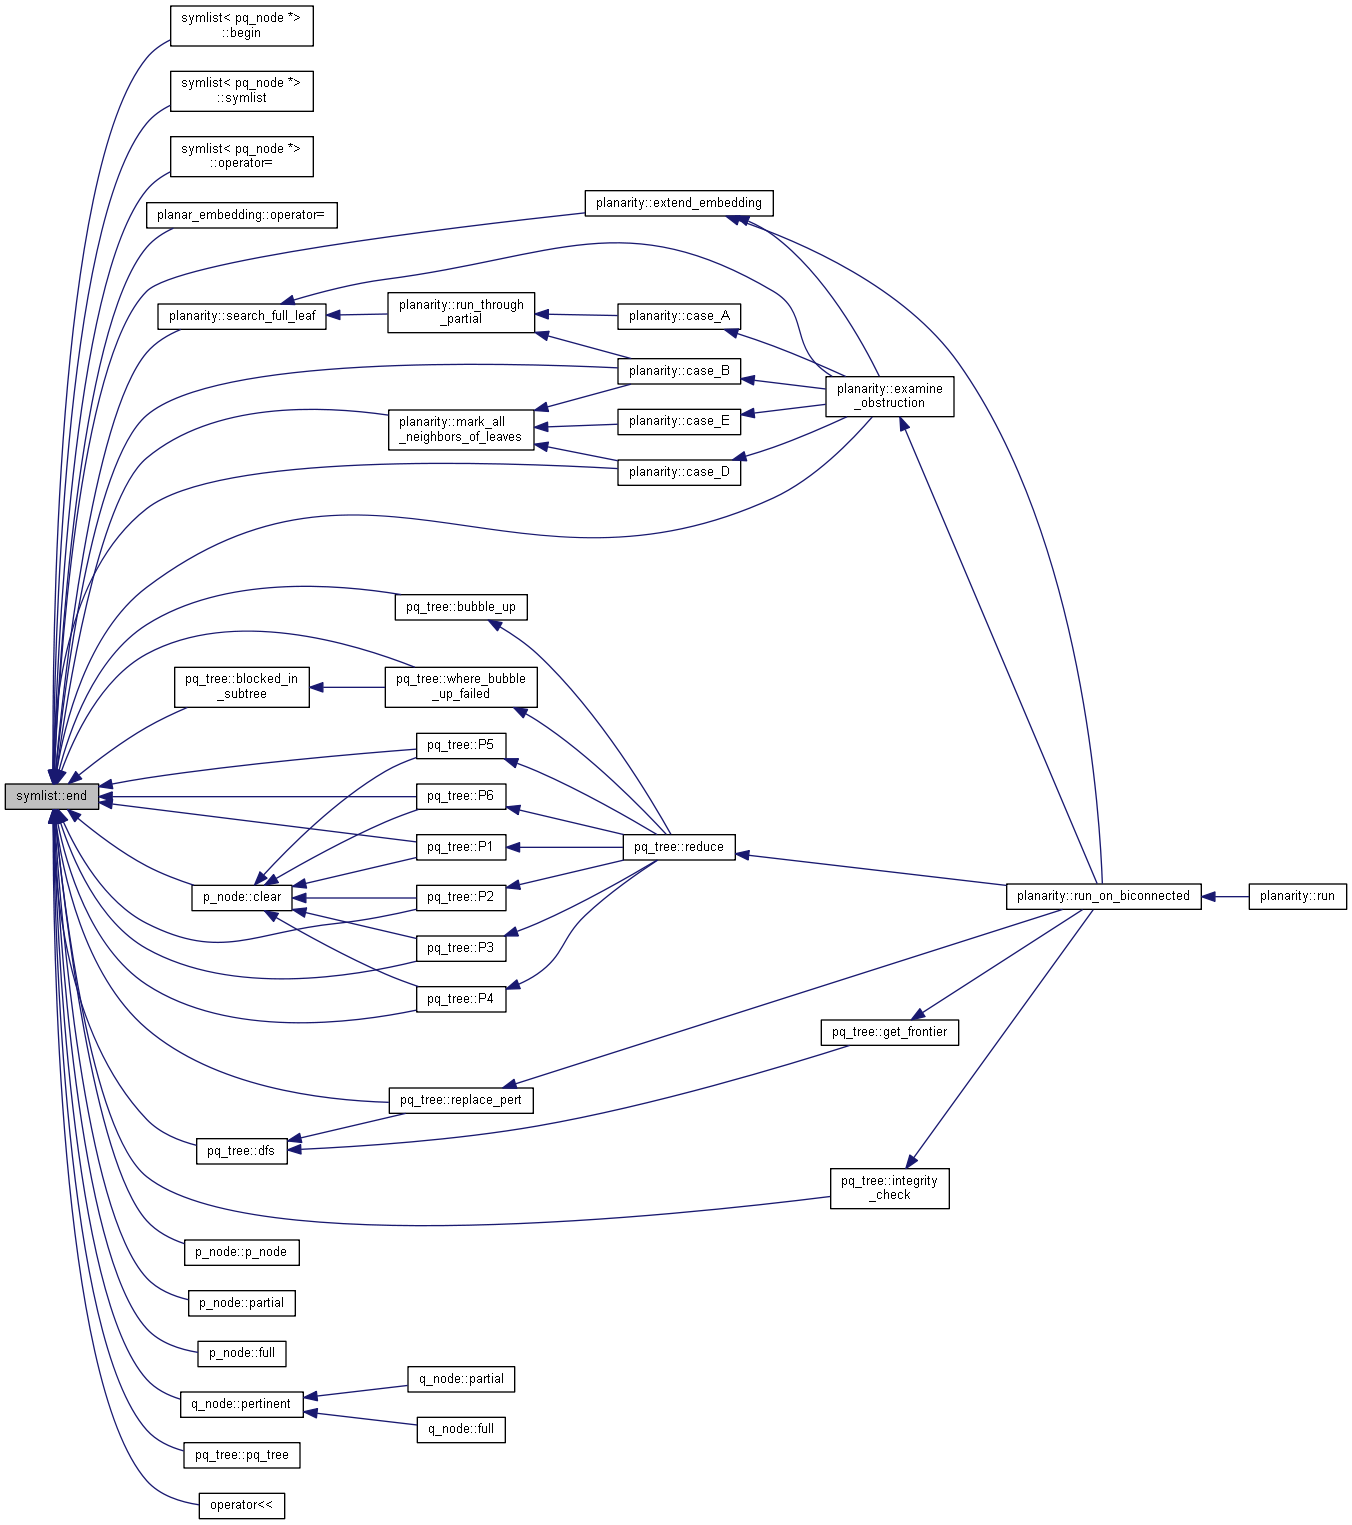 symlist< pq_node *>
::begin
symlist< pq_node *>
::symlist
symlist< pq_node *>
::operator=
planar_embedding::operator=
planarity::extend_embedding
planarity::search_full_leaf
planarity::run_through
_partial
planarity::case_A
planarity::case_B
planarity::examine
_obstruction
planarity::mark_all
_neighbors_of_leaves
planarity::case_E
planarity::case_D
pq_tree::bubble_up
pq_tree::blocked_in
_subtree
pq_tree::where_bubble
_up_failed
pq_tree::P5
symlist::end
pq_tree::P6
pq_tree::P1
pq_tree::reduce
p_node::clear
pq_tree::P2
planarity::run_on_biconnected
planarity::run
pq_tree::P3
pq_tree::P4
pq_tree::get_frontier
pq_tree::replace_pert
pq_tree::dfs
pq_tree::integrity
_check
p_node::p_node
p_node::partial
p_node::full
q_node::partial
q_node::pertinent
q_node::full
pq_tree::pq_tree
operator<<